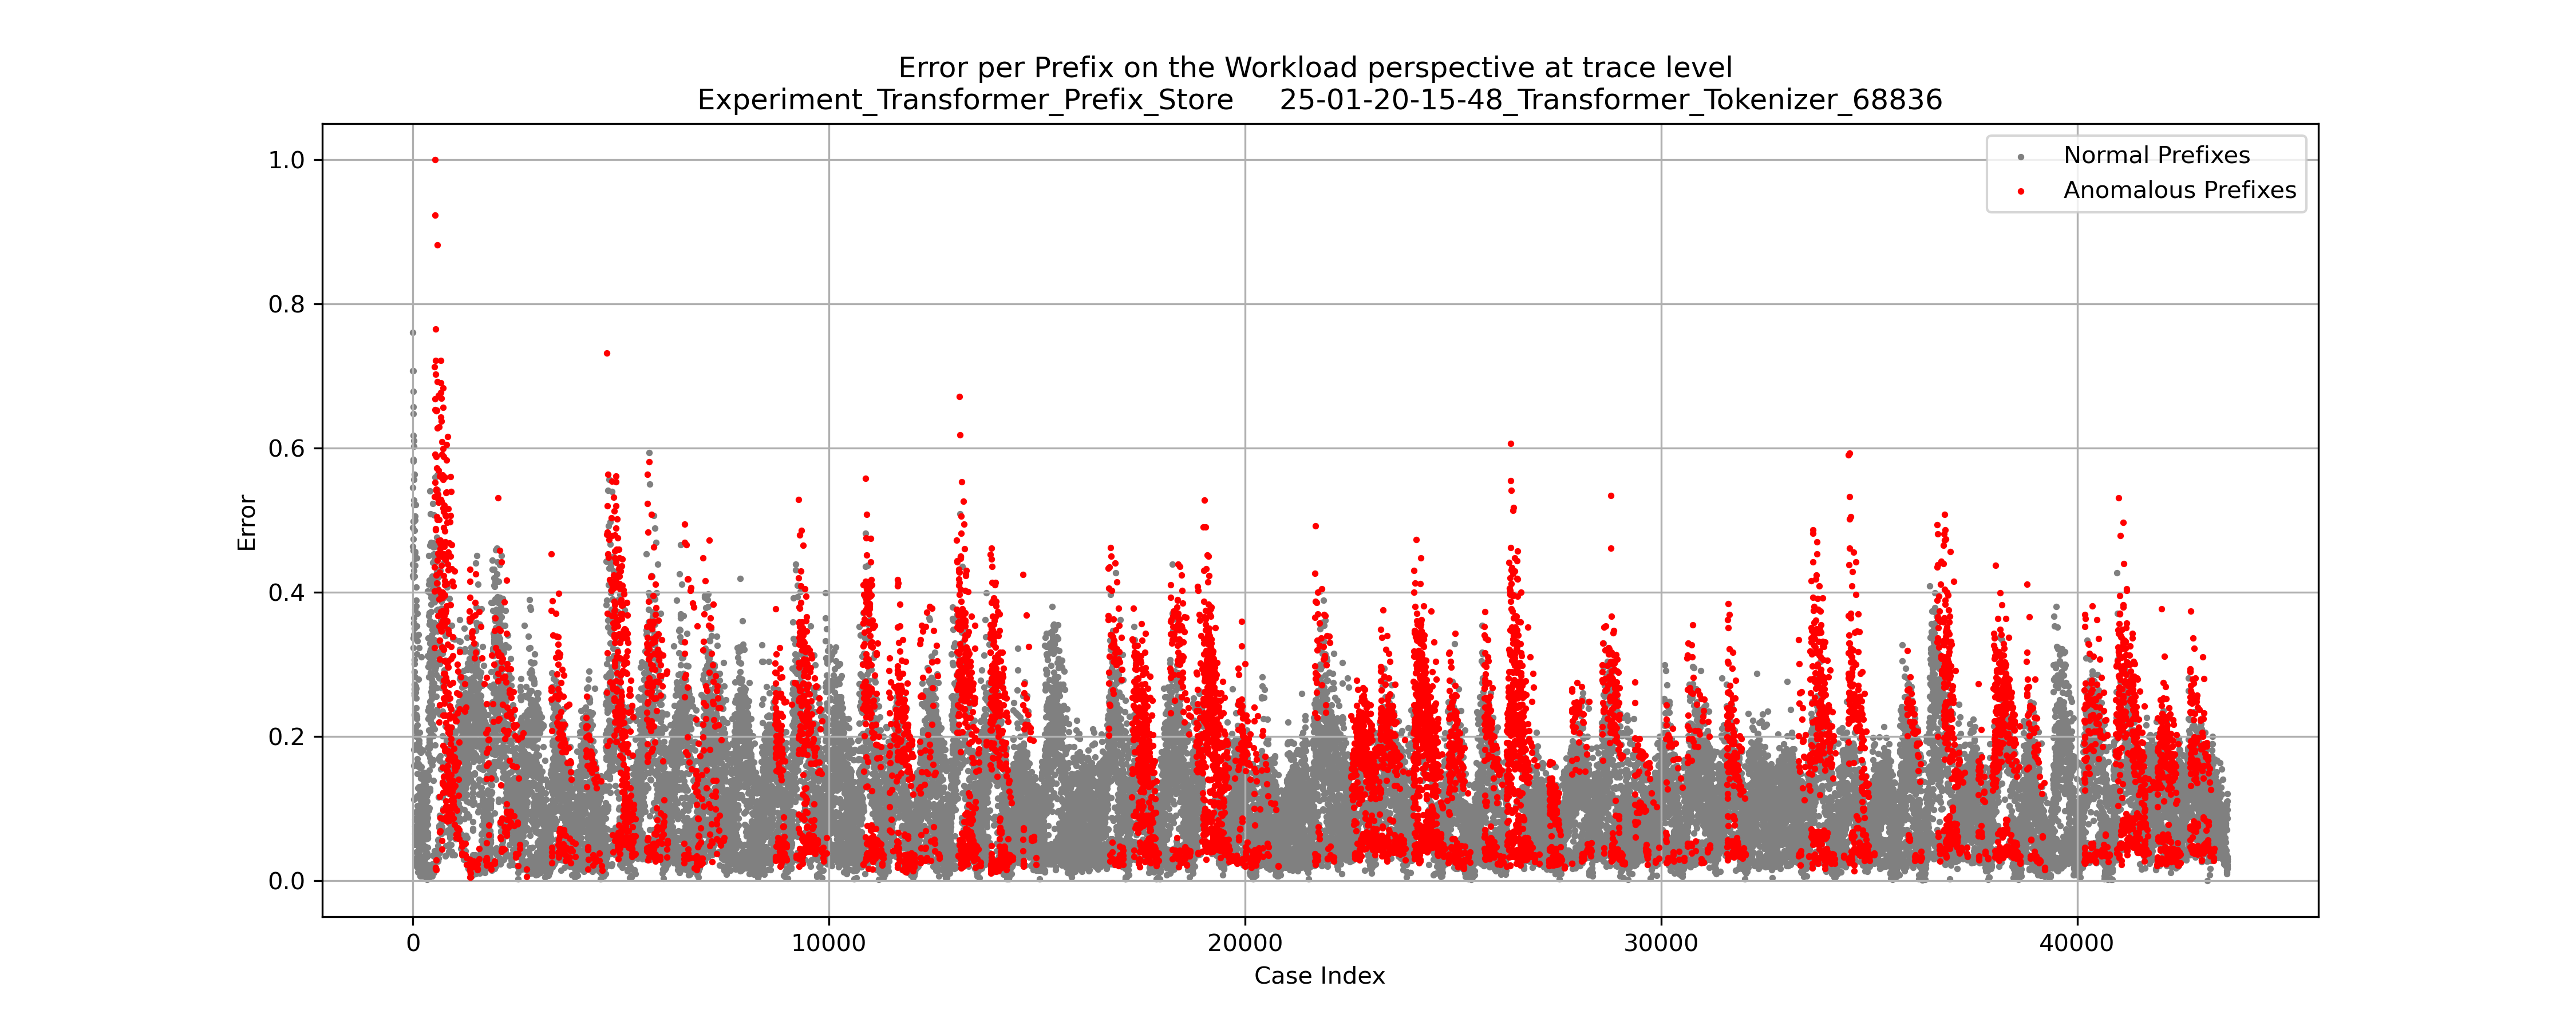 Error per Prefix on the Workload perspective at trace level
Experiment_Transformer_Prefix_Store    25-01-20-15-48_Transformer_Tokenizer_68836
Normal Prefixes
Anomalous Prefixes
1.0
0.8
0.6
0.4
0.2
0.0
Error
0
10000
20000
30000
40000
Case Index